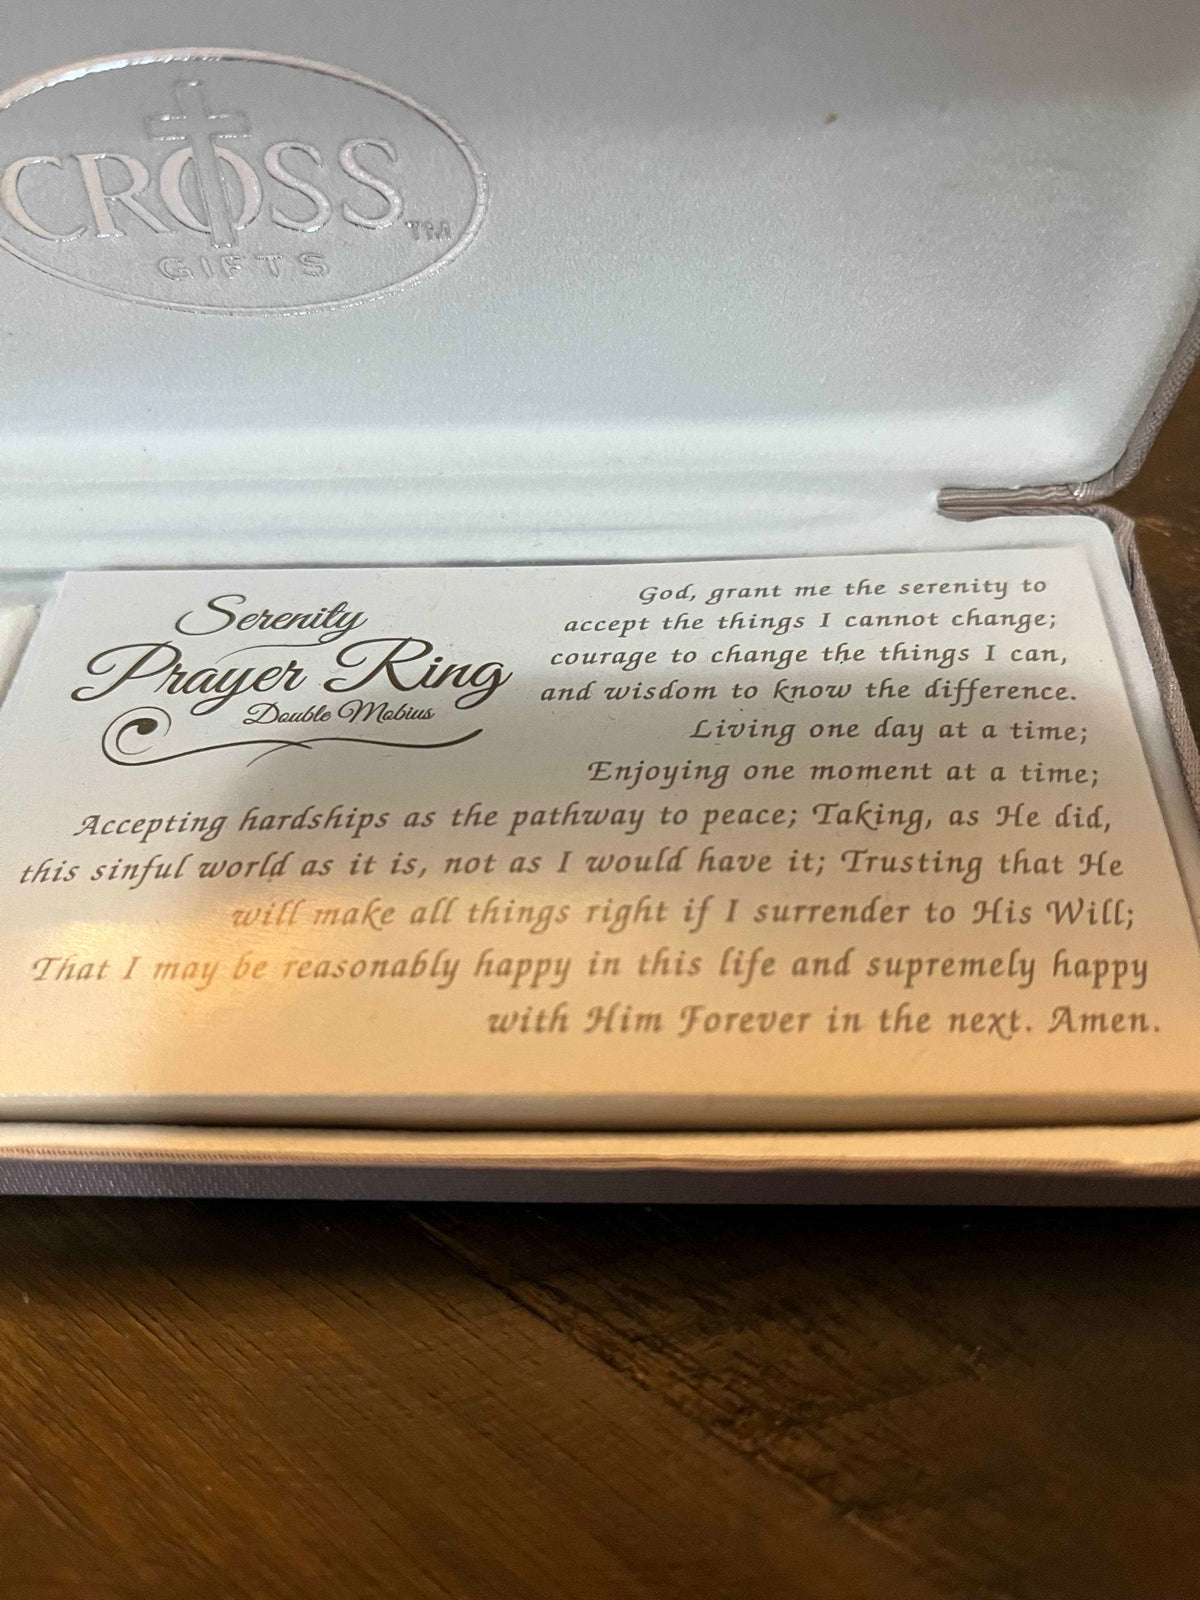 CROSS™
GIFTS
Serenity
Prayer Ring
Double Mobius
God, grant me the serenity to
accept the things I cannot change;
courage to change the things I can,
and wisdom to know the difference.
Living one day at a time;
Enjoying one moment at a time;
Accepting hardships as the pathway to peace; Taking, as He did,
this sinful world as it is, not as I would have it; Trusting that He
will make all things right if I surrender to His Will;
That I may be reasonably happy in this life and supremely happy
with Him Forever in the next. Amen.